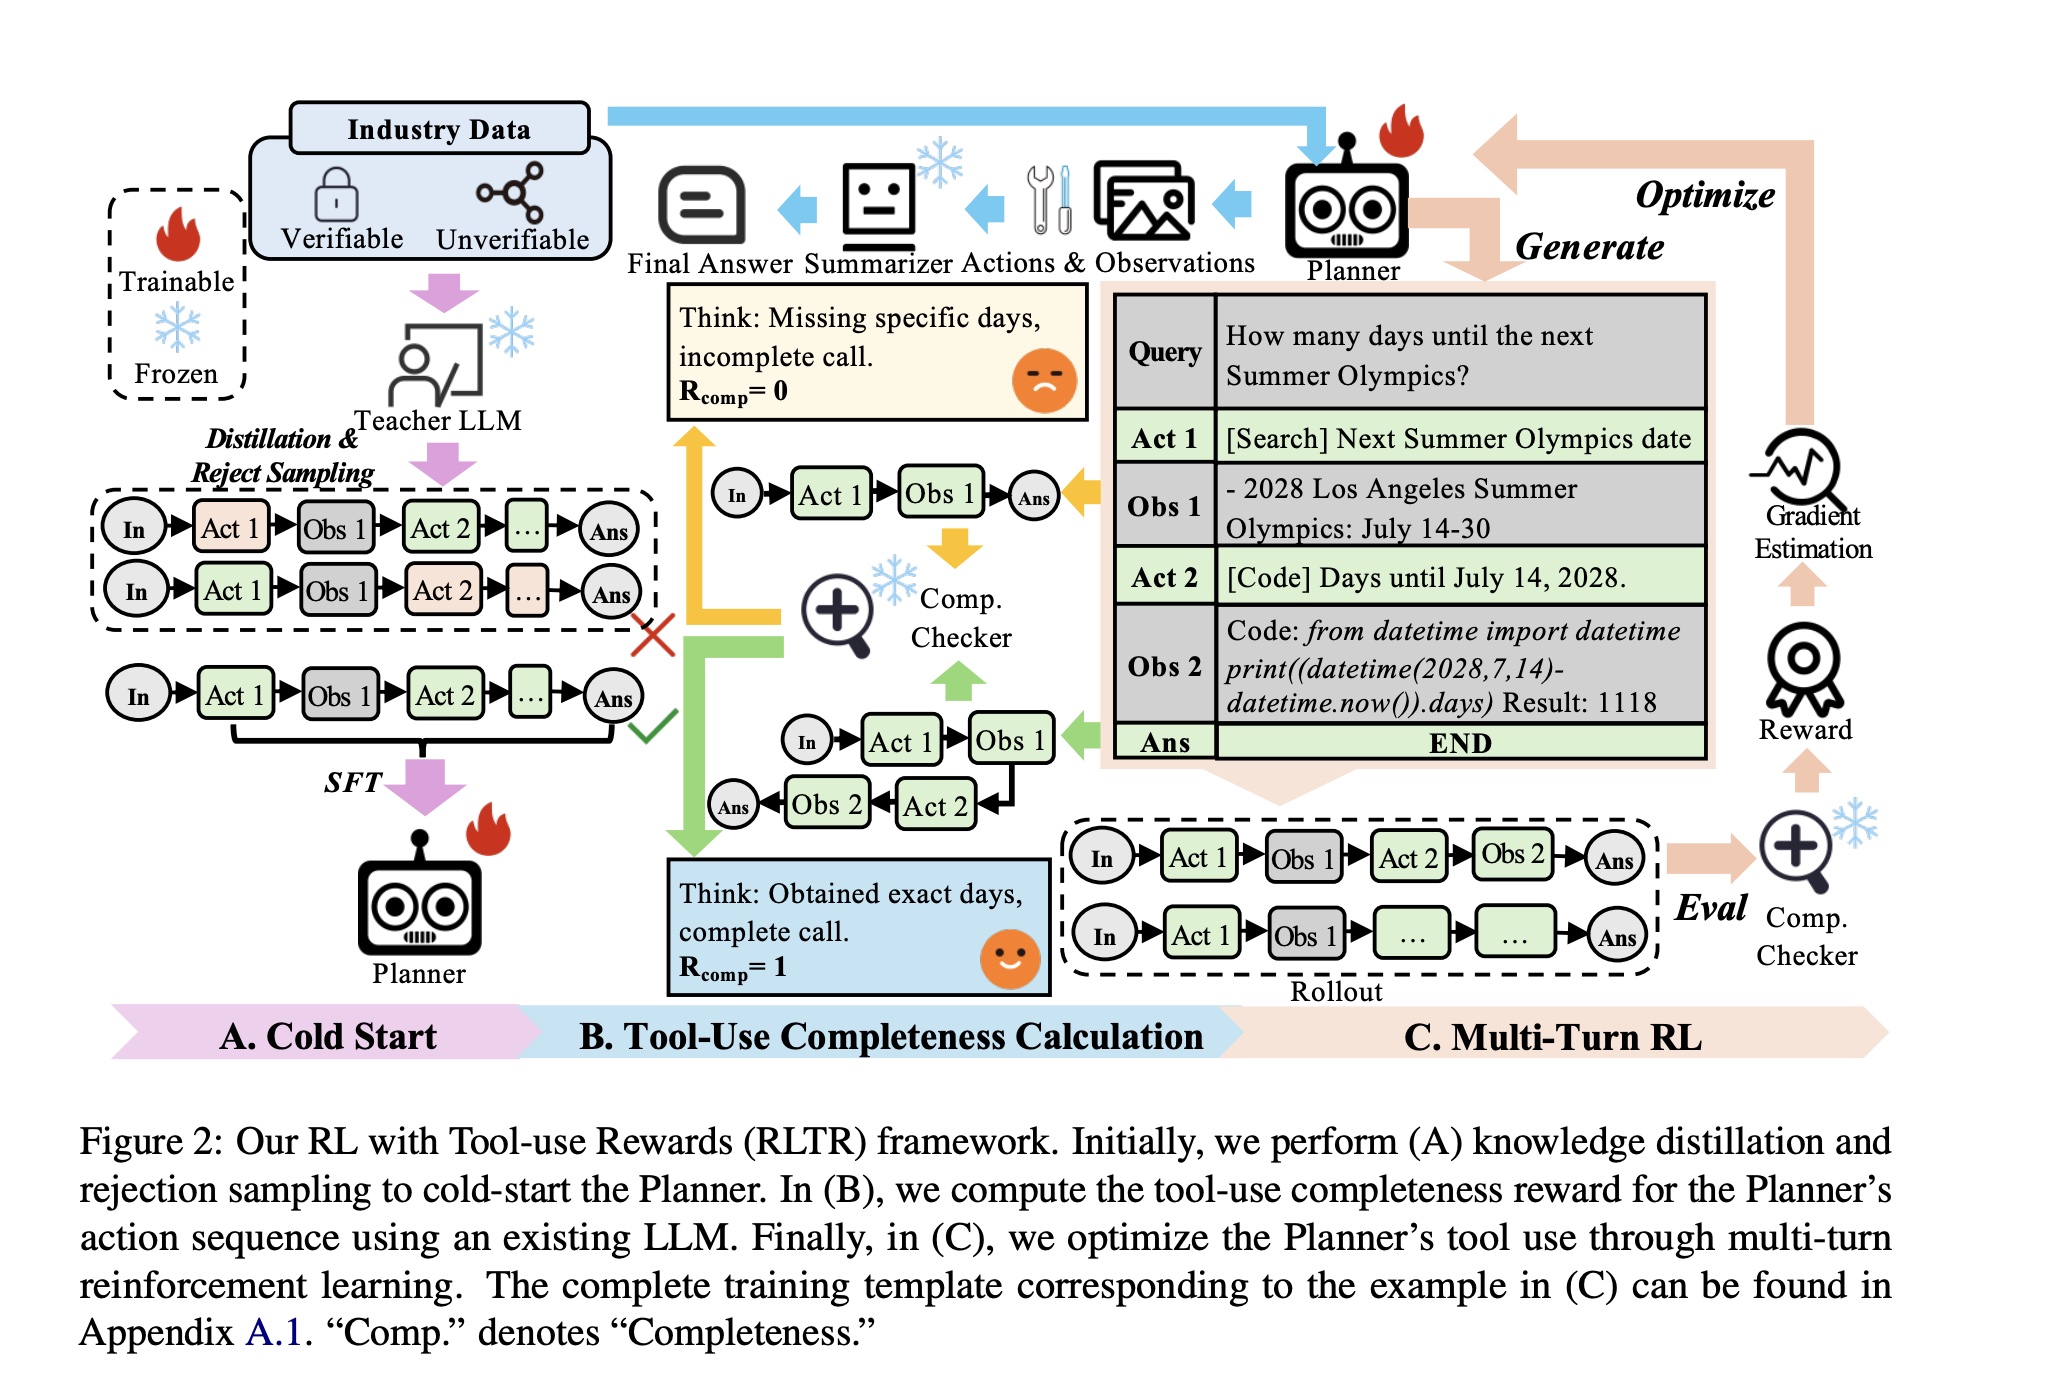 Industry Data
Verifiable
Unverifiable
Trainable
Frozen
Teacher LLM
Distillation &
Reject Sampling
In Act 1 Obs 1 Act 2 ... Ans
In Act 1 Obs 1 Act 2 ... Ans
In Act 1 Obs 1 Act 2 ... Ans
SFT
Planner
Final Answer Summarizer Actions & Observations
Planner
Think: Missing specific days,
incomplete call.
Rcomp= 0
In Act 1 Obs 1 Ans
Comp.
Checker
In Act 1 Obs 1
Ans Obs 2 Act 2
Think: Obtained exact days,
complete call.
Rcomp= 1
Optimize
Generate
Query How many days until the next
Summer Olympics?
Act 1 [Search] Next Summer Olympics date
Obs 1 - 2028 Los Angeles Summer
Olympics: July 14-30
Act 2 [Code] Days until July 14, 2028.
Obs 2 Code: from datetime import datetime
print((datetime(2028,7,14)-
datetime.now()).days) Result: 1118
Ans END
In Act 1 Obs 1 Act 2 Obs 2 Ans
In Act 1 Obs 1 ... ... Ans
Rollout
Eval
Comp.
Checker
Reward
Gradient
Estimation
A. Cold Start
B. Tool-Use Completeness Calculation
C. Multi-Turn RL
Figure 2: Our RL with Tool-use Rewards (RLTR) framework. Initially, we perform (A) knowledge distillation and
rejection sampling to cold-start the Planner. In (B), we compute the tool-use completeness reward for the Planner’s
action sequence using an existing LLM. Finally, in (C), we optimize the Planner’s tool use through multi-turn
reinforcement learning. The complete training template corresponding to the example in (C) can be found in
Appendix A.1. “Comp.” denotes “Completeness.”